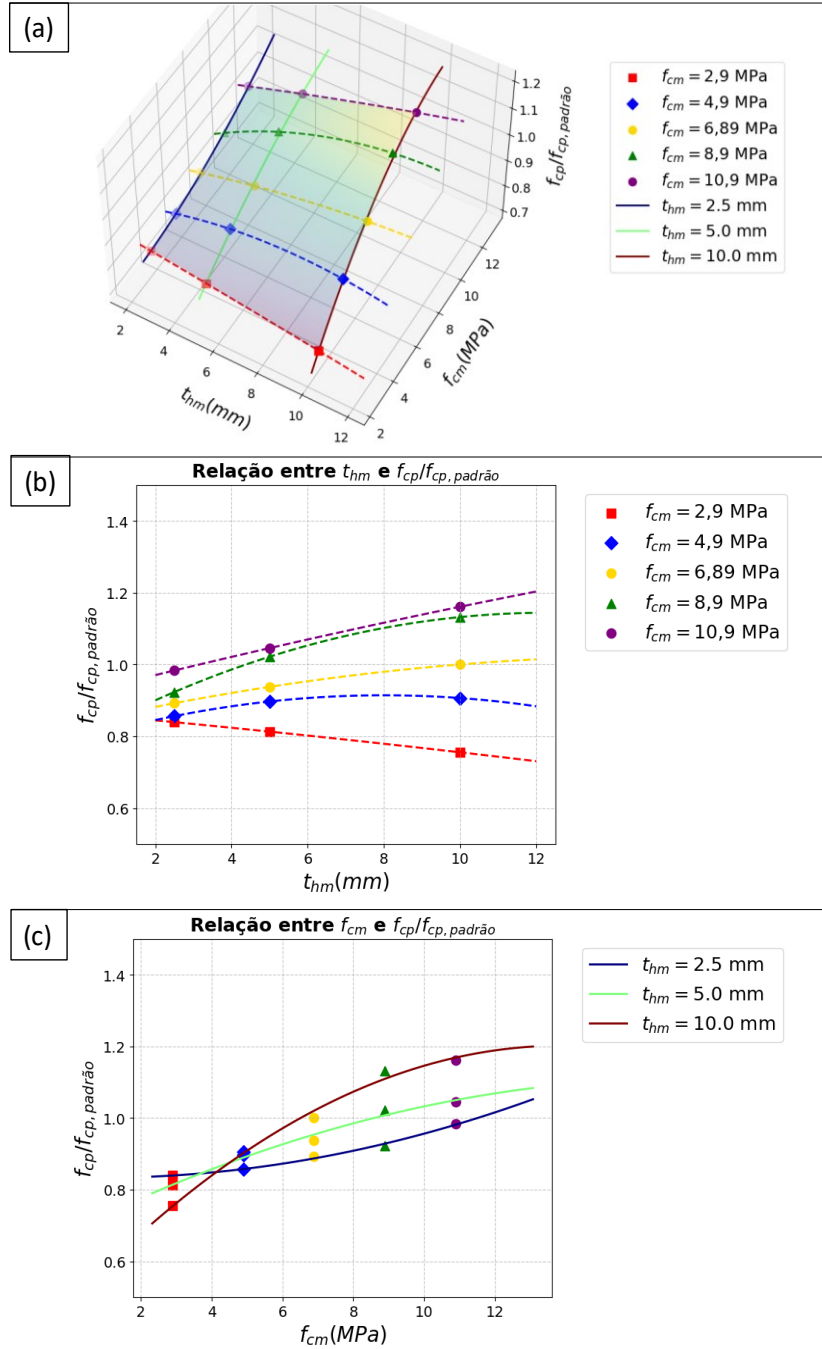 (a)
1.2
1.1
1.0
0.9
0.8
0.7
f_cp/f_cp, padrão
2
4
6
8
10
12
t_hm(mm)
2
4
6
8
10
12
f_cm(MPa)
f_cm = 2,9 MPa
f_cm = 4,9 MPa
f_cm = 6,89 MPa
f_cm = 8,9 MPa
f_cm = 10,9 MPa
t_hm = 2.5 mm
t_hm = 5.0 mm
t_hm = 10.0 mm
(b)
Relação entre t_hm e f_cp/f_cp, padrão
1.4
1.2
1.0
0.8
0.6
f_cp/f_cp, padrão
2 4 6 8 10 12
t_hm(mm)
f_cm = 2,9 MPa
f_cm = 4,9 MPa
f_cm = 6,89 MPa
f_cm = 8,9 MPa
f_cm = 10,9 MPa
(c)
Relação entre f_cm e f_cp/f_cp, padrão
1.4
1.2
1.0
0.8
0.6
f_cp/f_cp, padrão
2 4 6 8 10 12
f_cm(MPa)
t_hm = 2.5 mm
t_hm = 5.0 mm
t_hm = 10.0 mm